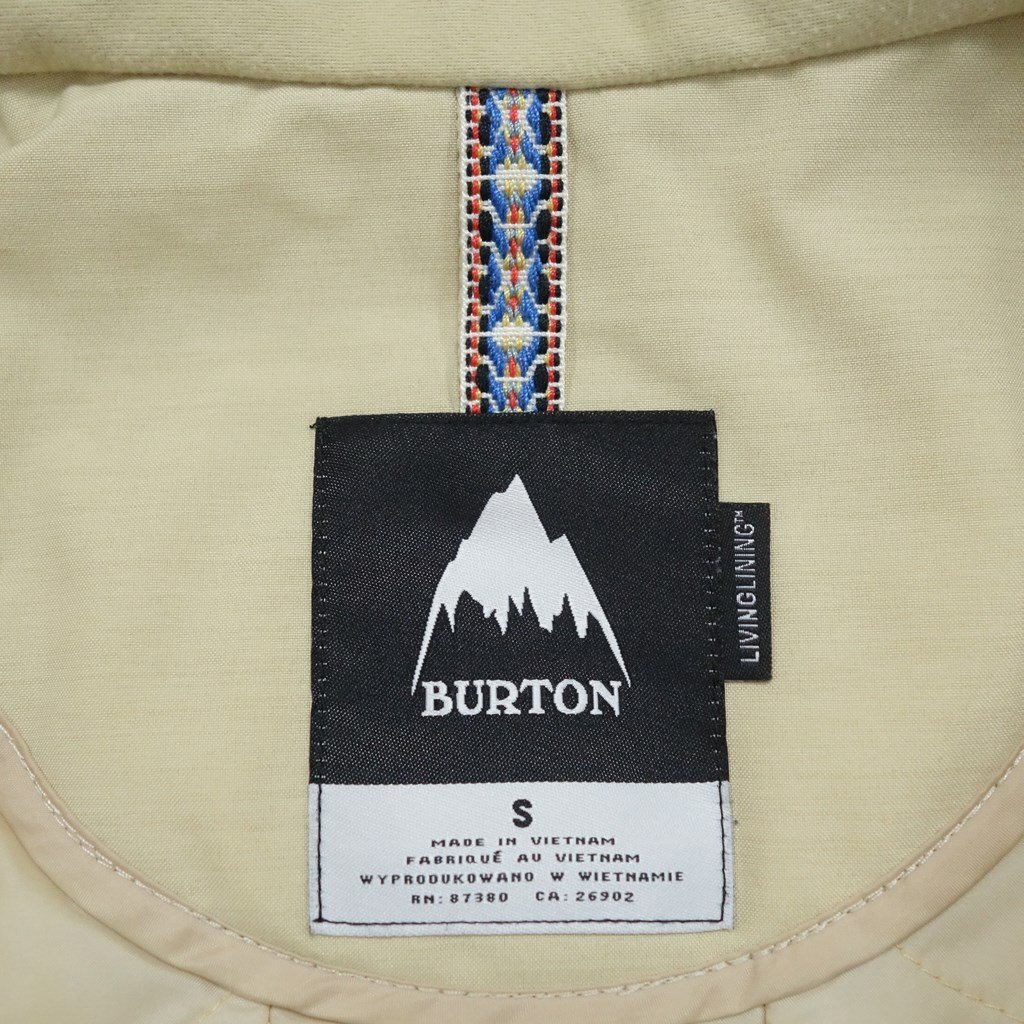 BURTON
LIVINGLINING™
S
MADE IN VIETNAM
FABRIQUÉ AU VIETNAM
WYPRODUKOWANO W WIETNAMIE
RN: 87380 CA: 26902